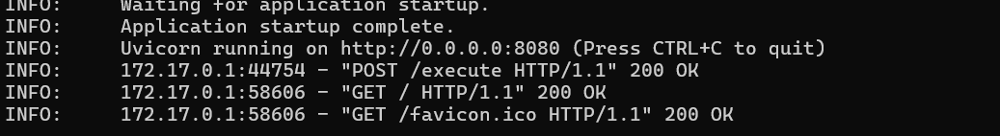 INFO:     Waiting for application startup.
INFO:     Application startup complete.
INFO:     Uvicorn running on http://0.0.0.0:8080 (Press CTRL+C to quit)
INFO:     172.17.0.1:44754 - "POST /execute HTTP/1.1" 200 OK
INFO:     172.17.0.1:58606 - "GET / HTTP/1.1" 200 OK
INFO:     172.17.0.1:58606 - "GET /favicon.ico HTTP/1.1" 200 OK